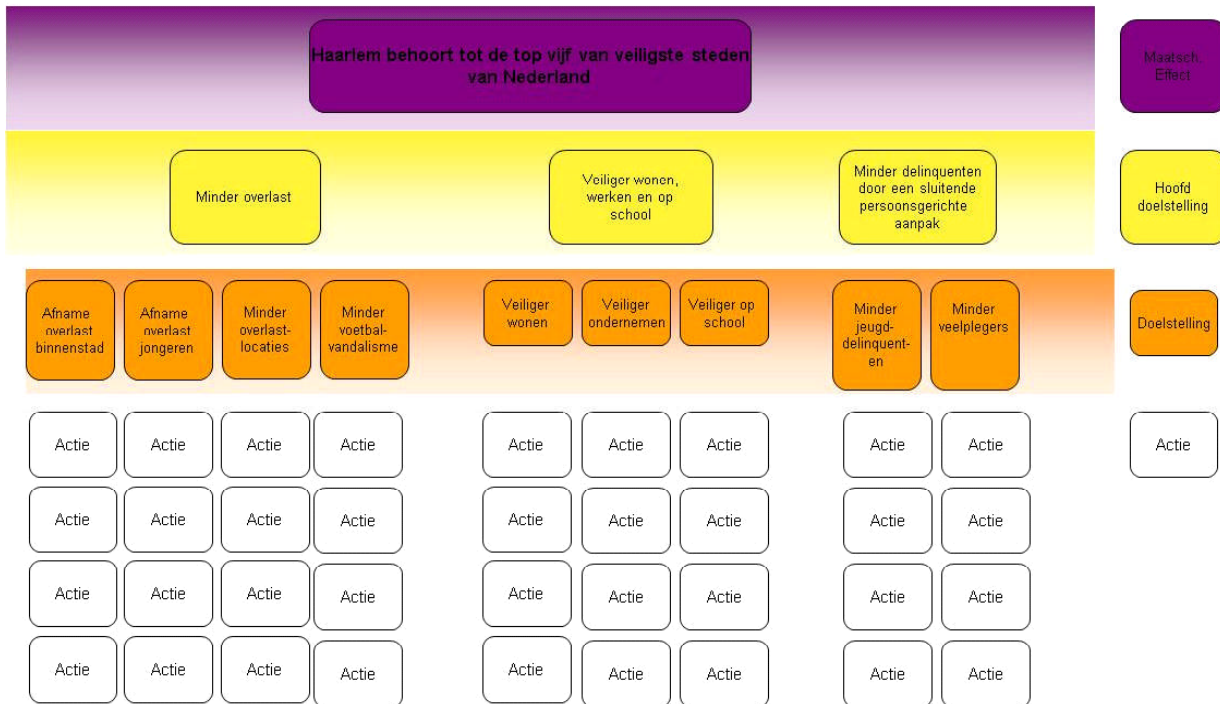 Haarlem behoort tot de top vijf van veiligste steden
van Nederland
Maatsch.
Effect
Minder overlast
Veiliger wonen,
werken en op
school
Minder delinquenten
door een sluitende
persoonsgerichte
aanpak
Hoofd
doelstelling
Afname
overlast
binnenstad
Afname
overlast
jongeren
Minder
overlast-
locaties
Minder
voetbal-
vandalisme
Veiliger
wonen
Veiliger
ondernemen
Veiliger op
school
Minder
jeugd-
delinquent-
en
Minder
veelplegers
Doelstelling
Actie Actie Actie Actie Actie Actie Actie Actie Actie Actie
Actie Actie Actie Actie Actie Actie Actie Actie Actie
Actie Actie Actie Actie Actie Actie Actie Actie Actie
Actie Actie Actie Actie Actie Actie Actie Actie Actie